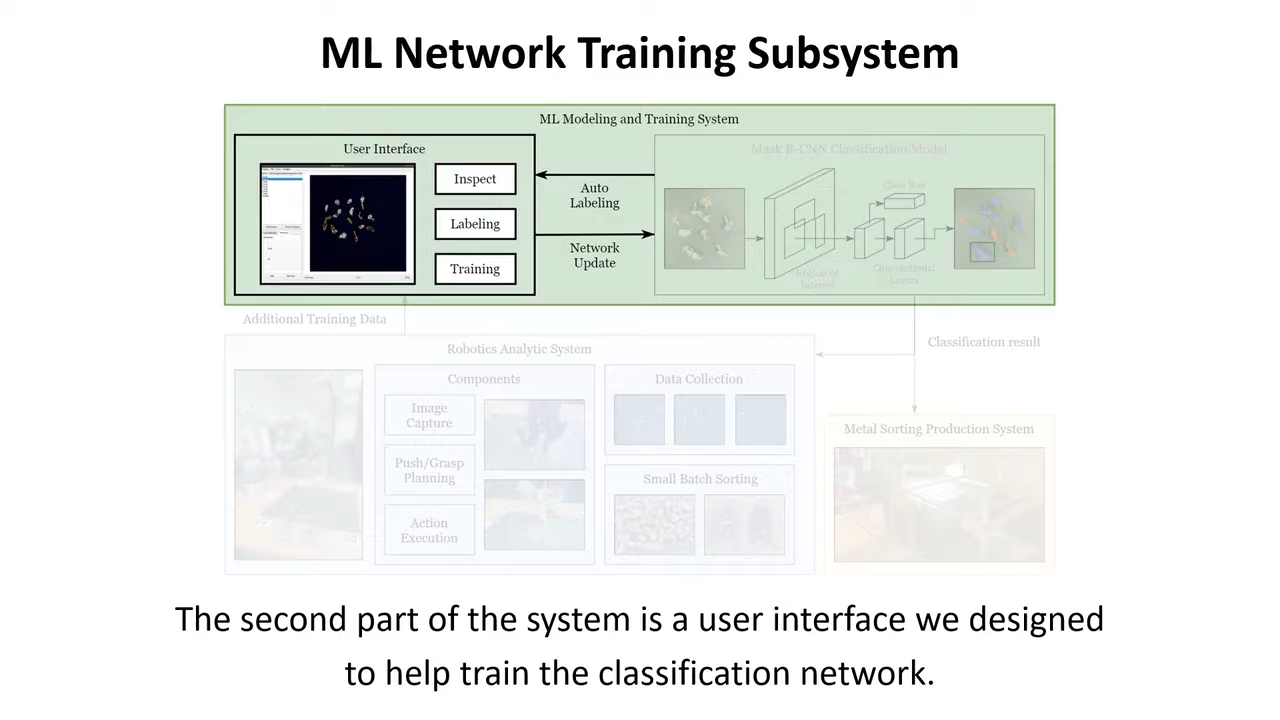 ML Network Training Subsystem
ML Modeling and Training System
User Interface
Inspect
Labeling
Training
Auto
Labeling
Network
Update
Mask R-CNN Classification Model
Class Box
Region of
Interest
Convolutional
Layers
Additional Training Data
Classification result
Robotics Analytic System
Components
Image
Capture
Push/Grasp
Planning
Action
Execution
Data Collection
Small Batch Sorting
Metal Sorting Production System
The second part of the system is a user interface we designed
to help train the classification network.